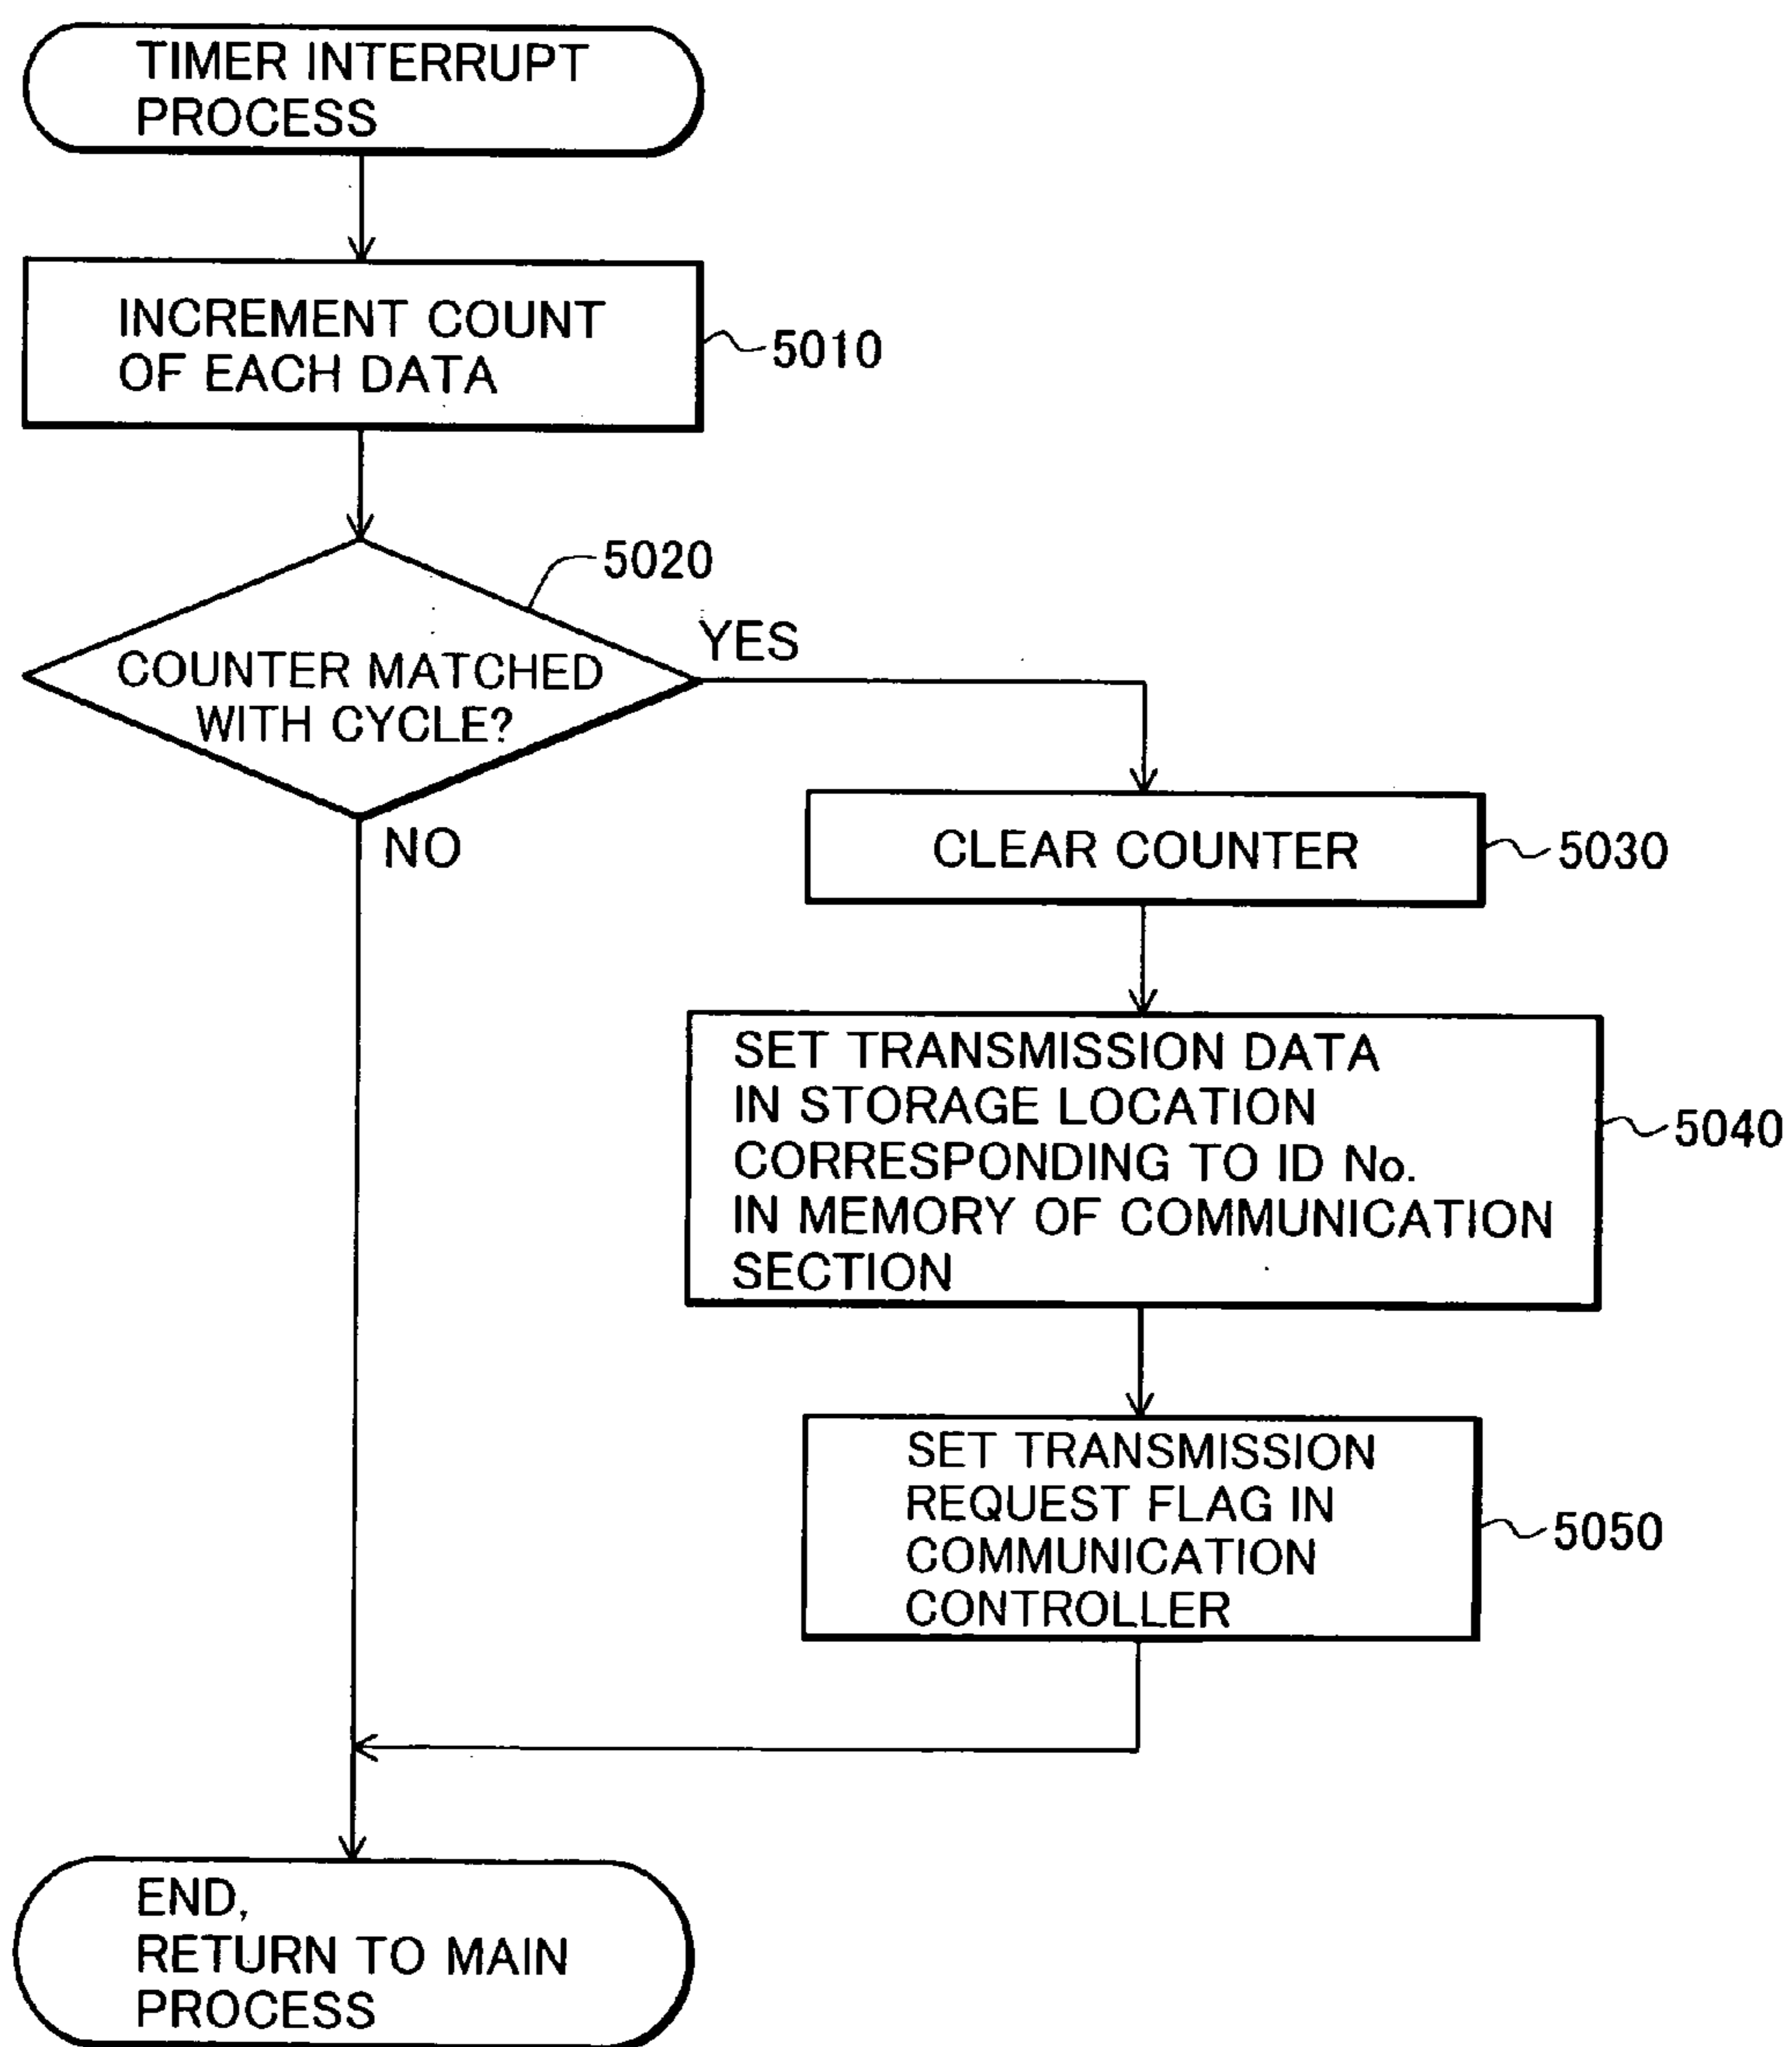 TIMER INTERRUPT
PROCESS
INCREMENT COUNT
OF EACH DATA
5010
5020
YES
COUNTER MATCHED
WITH CYCLE?
NO
CLEAR COUNTER
5030
SET TRANSMISSION DATA
IN STORAGE LOCATION
CORRESPONDING TO ID No.
IN MEMORY OF COMMUNICATION
SECTION
5040
SET TRANSMISSION
REQUEST FLAG IN
COMMUNICATION
CONTROLLER
5050
END,
RETURN TO MAIN
PROCESS